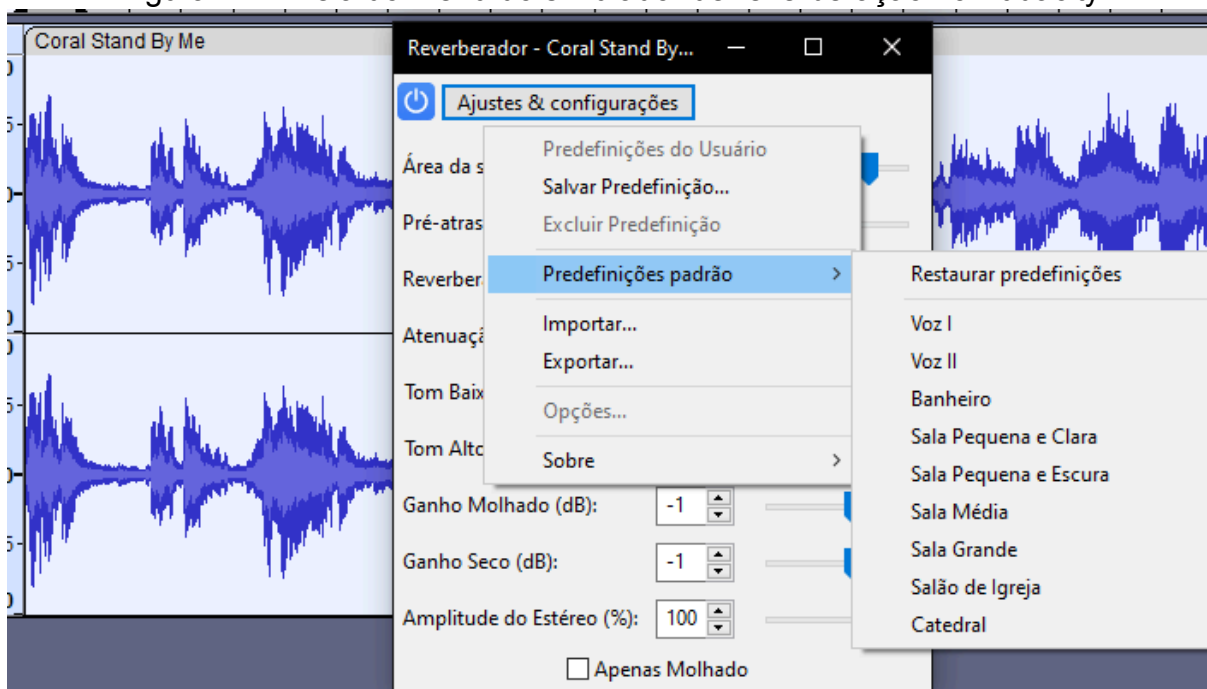 Coral Stand By Me
Reverberador - Coral Stand By...
Ajustes & configurações
Predefinições do Usuário
Área da s
Salvar Predefinição...
Pré-atras
Excluir Predefinição
Reverber
Predefinições padrão
Restaurar predefinições
Atenuaçã
Importar...
Voz I
Exportar...
Voz II
Tom Baix
Opções...
Banheiro
Tom Alto
Sobre
Sala Pequena e Clara
Sala Pequena e Escura
Ganho Molhado (dB): -1
Sala Média
Sala Grande
Ganho Seco (dB): -1
Salão de Igreja
Amplitude do Estéreo (%): 100
Catedral
Apenas Molhado